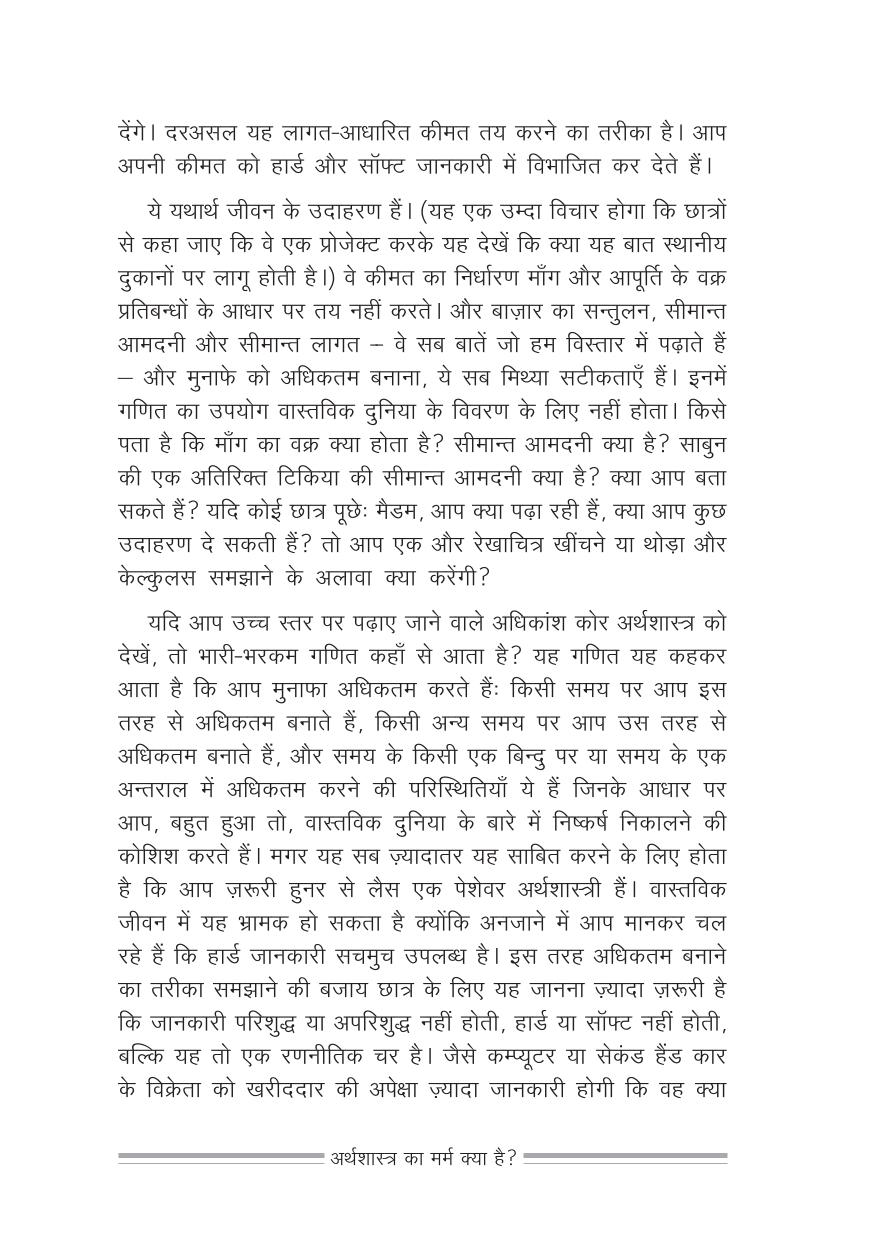 देंगे। दरअसल यह लागत-आधारित कीमत तय करने का तरीका है। आप
अपनी कीमत को हार्ड और सॉफ्ट जानकारी में विभाजित कर देते हैं।
ये यथार्थ जीवन के उदाहरण हैं। (यह एक उम्दा विचार होगा कि छात्रों
से कहा जाए कि वे एक प्रोजेक्ट करके यह देखें कि क्या यह बात स्थानीय
दुकानों पर लागू होती है।) वे कीमत का निर्धारण माँग और आपूर्ति के वक्र
प्रतिबन्धों के आधार पर तय नहीं करते। और बाज़ार का सन्तुलन, सीमान्त
आमदनी और सीमान्त लागत – वे सब बातें जो हम विस्तार में पढ़ाते हैं
– और मुनाफे को अधिकतम बनाना, ये सब मिथ्या सटीकताएँ हैं। इनमें
गणित का उपयोग वास्तविक दुनिया के विवरण के लिए नहीं होता। किसे
पता है कि माँग का वक्र क्या होता है? सीमान्त आमदनी क्या है? साबुन
की एक अतिरिक्त टिकिया की सीमान्त आमदनी क्या है? क्या आप बता
सकते हैं? यदि कोई छात्र पूछेः मैडम, आप क्या पढ़ा रही हैं, क्या आप कुछ
उदाहरण दे सकती हैं? तो आप एक और रेखाचित्र खींचने या थोड़ा और
केल्कुलस समझाने के अलावा क्या करेंगी?
यदि आप उच्च स्तर पर पढ़ाए जाने वाले अधिकांश कोर अर्थशास्त्र को
देखें, तो भारी-भरकम गणित कहाँ से आता है? यह गणित यह कहकर
आता है कि आप मुनाफा अधिकतम करते हैंः किसी समय पर आप इस
तरह से अधिकतम बनाते हैं, किसी अन्य समय पर आप उस तरह से
अधिकतम बनाते हैं, और समय के किसी एक बिन्दु पर या समय के एक
अन्तराल में अधिकतम करने की परिस्थितियाँ ये हैं जिनके आधार पर
आप, बहुत हुआ तो, वास्तविक दुनिया के बारे में निष्कर्ष निकालने की
कोशिश करते हैं। मगर यह सब ज़्यादातर यह साबित करने के लिए होता
है कि आप ज़रूरी हुनर से लैस एक पेशेवर अर्थशास्त्री हैं। वास्तविक
जीवन में यह भ्रामक हो सकता है क्योंकि अनजाने में आप मानकर चल
रहे हैं कि हार्ड जानकारी सचमुच उपलब्ध है। इस तरह अधिकतम बनाने
का तरीका समझाने की बजाय छात्र के लिए यह जानना ज़्यादा ज़रूरी है
कि जानकारी परिशुद्ध या अपरिशुद्ध नहीं होती, हार्ड या सॉफ्ट नहीं होती,
बल्कि यह तो एक रणनीतिक चर है। जैसे कम्प्यूटर या सेकंड हैंड कार
के विक्रेता को खरीददार की अपेक्षा ज़्यादा जानकारी होगी कि वह क्या
अर्थशास्त्र का मर्म क्या है?